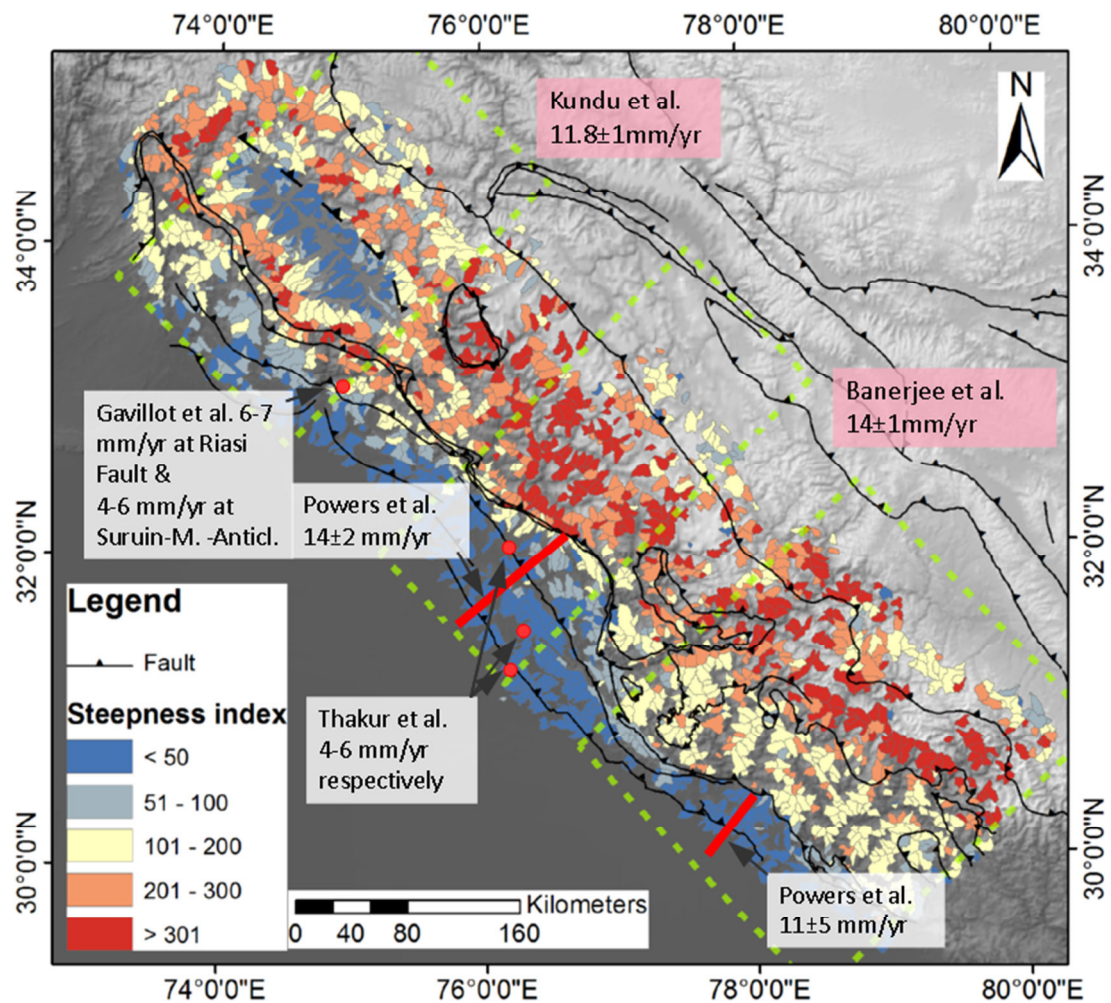 74°0'0"E 76°0'0"E 78°0'0"E 80°0'0"E
Kundu et al.
11.8±1mm/yr
N
34°0'0"N
34°0'0"N
Banerjee et al.
14±1mm/yr
Gavillot et al. 6-7
mm/yr at Riasi
Fault &
4-6 mm/yr at
Suruin-M. -Anticl.
Powers et al.
14±2 mm/yr
32°0'0"N
32°0'0"N
Thakur et al.
4-6 mm/yr
respectively
Legend
Fault
Steepness index
< 50
51 - 100
101 - 200
201 - 300
> 301
30°0'0"N
30°0'0"N
Powers et al.
11±5 mm/yr
Kilometers
0 40 80 160
74°0'0"E 76°0'0"E 78°0'0"E 80°0'0"E